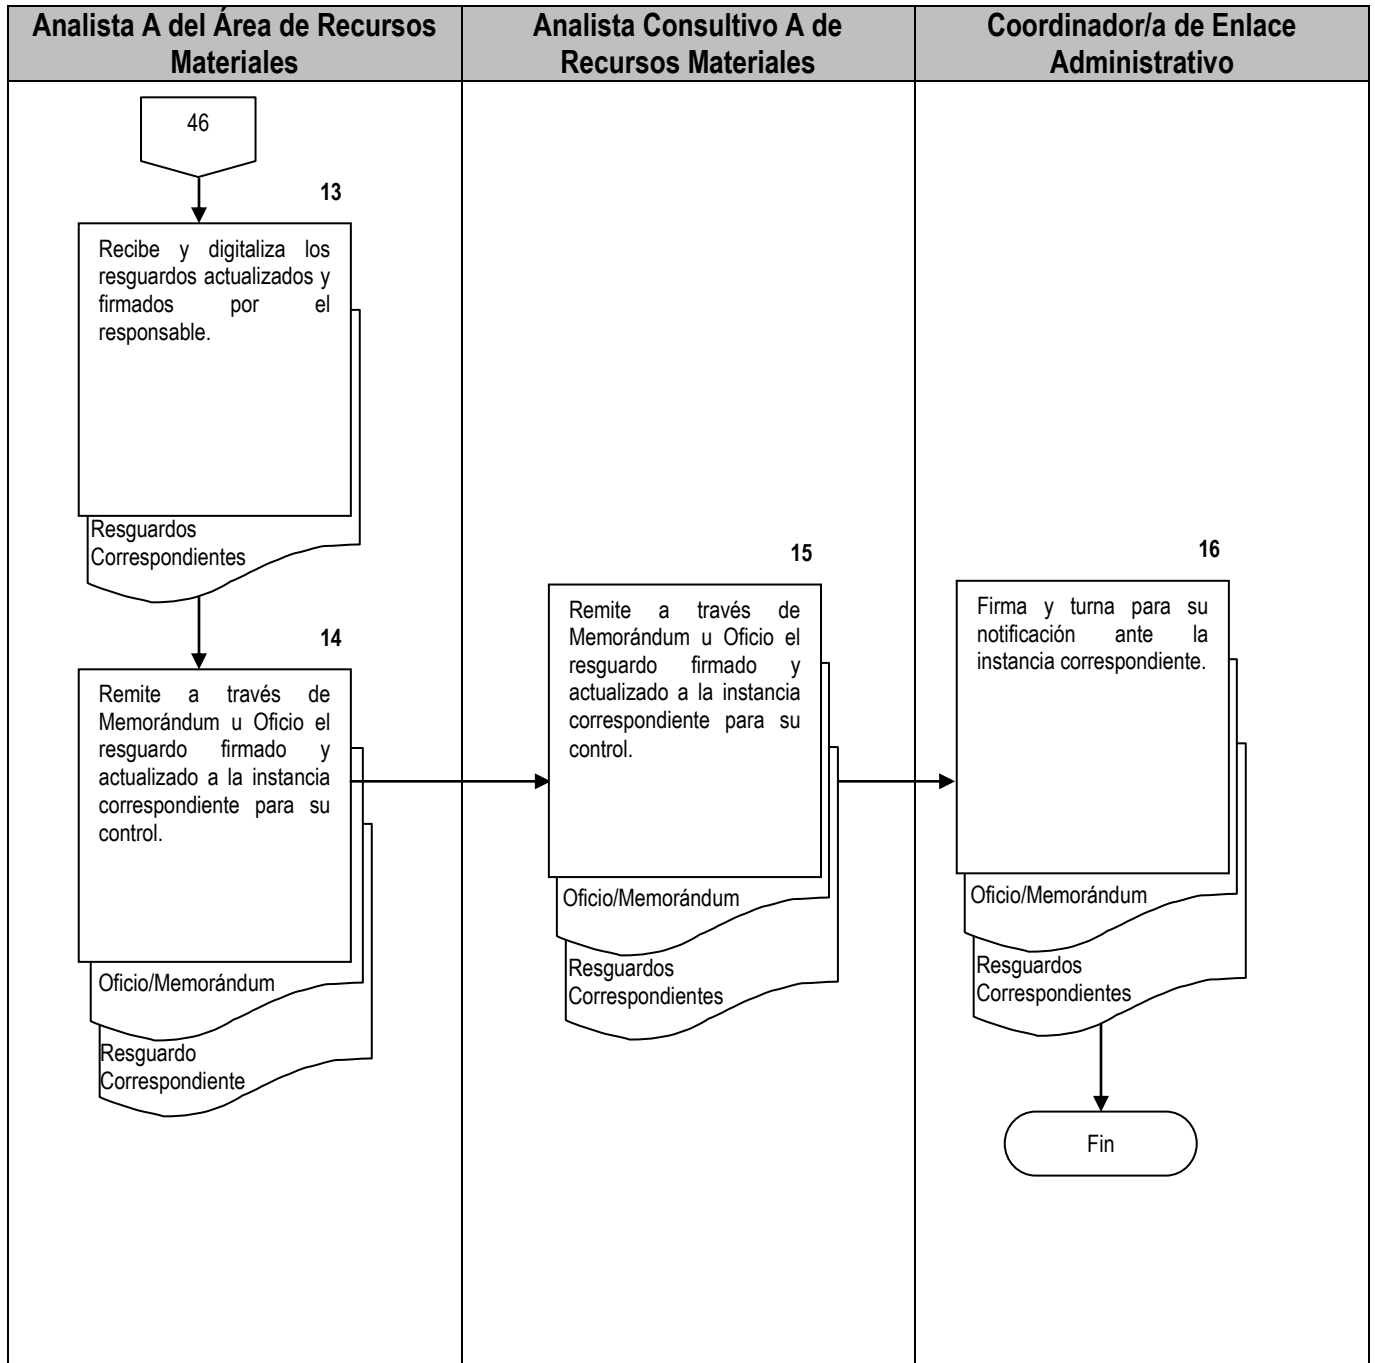 Analista A del Área de Recursos
Materiales
Analista Consultivo A de
Recursos Materiales
Coordinador/a de Enlace
Administrativo
46
13
Recibe y digitaliza los
resguardos actualizados y
firmados por el
responsable.
Resguardos
Correspondientes
14
Remite a través de
Memorándum u Oficio el
resguardo firmado y
actualizado a la instancia
correspondiente para su
control.
Oficio/Memorándum
Resguardo
Correspondiente
15
Remite a través de
Memorándum u Oficio el
resguardo firmado y
actualizado a la instancia
correspondiente para su
control.
Oficio/Memorándum
Resguardos
Correspondientes
16
Firma y turna para su
notificación ante la
instancia correspondiente.
Oficio/Memorándum
Resguardos
Correspondientes
Fin